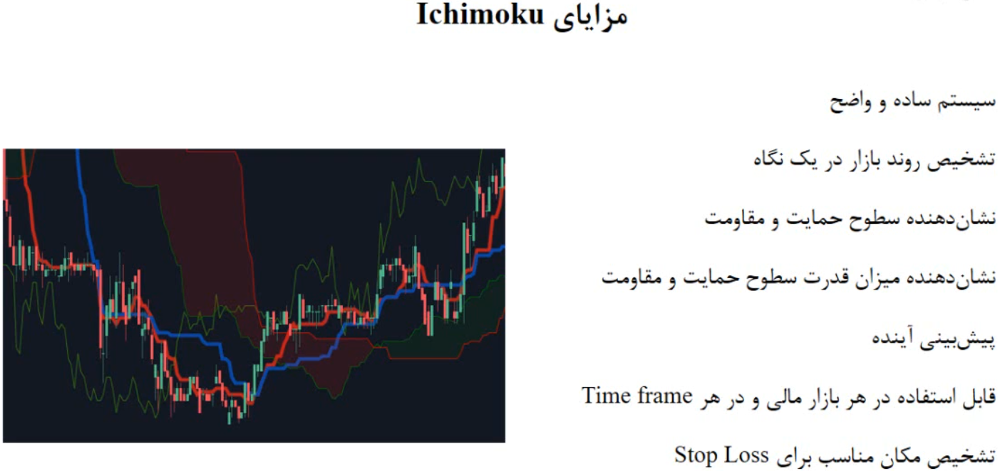 مزایای Ichimoku
سیستم ساده و واضح
تشخیص روند بازار در یک نگاه
نشان‌دهنده سطوح حمایت و مقاومت
نشان‌دهنده میزان قدرت سطوح حمایت و مقاومت
پیش‌بینی آینده
قابل استفاده در هر بازار مالی و در هر Time frame
تشخیص مکان مناسب برای Stop Loss